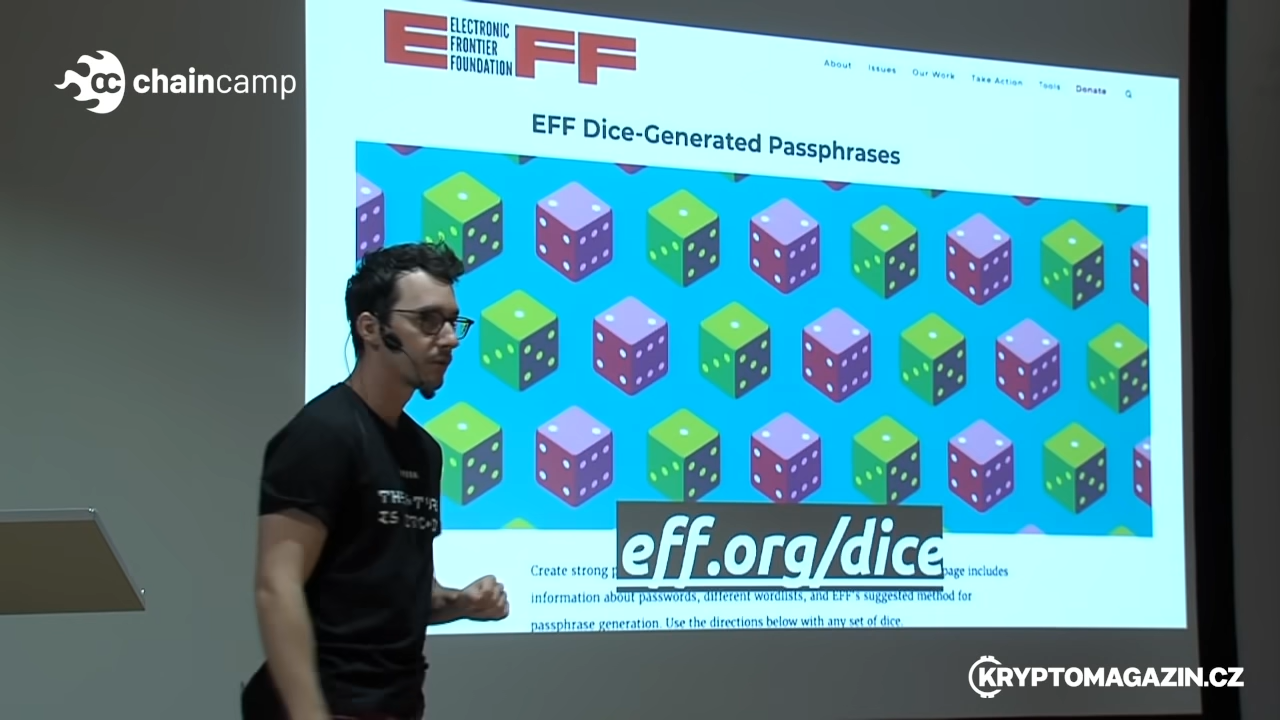 chaincamp
EFF
ELECTRONIC
FRONTIER
FOUNDATION
About Issues Our Work Take Action Tools Donate
EFF Dice-Generated Passphrases
eff.org/dice
Create strong page includes
information about passwords, different wordlists, and EFF's suggested method for
passphrase generation. Use the directions below with any set of dice.
KRYPTOMAGAZIN.CZ